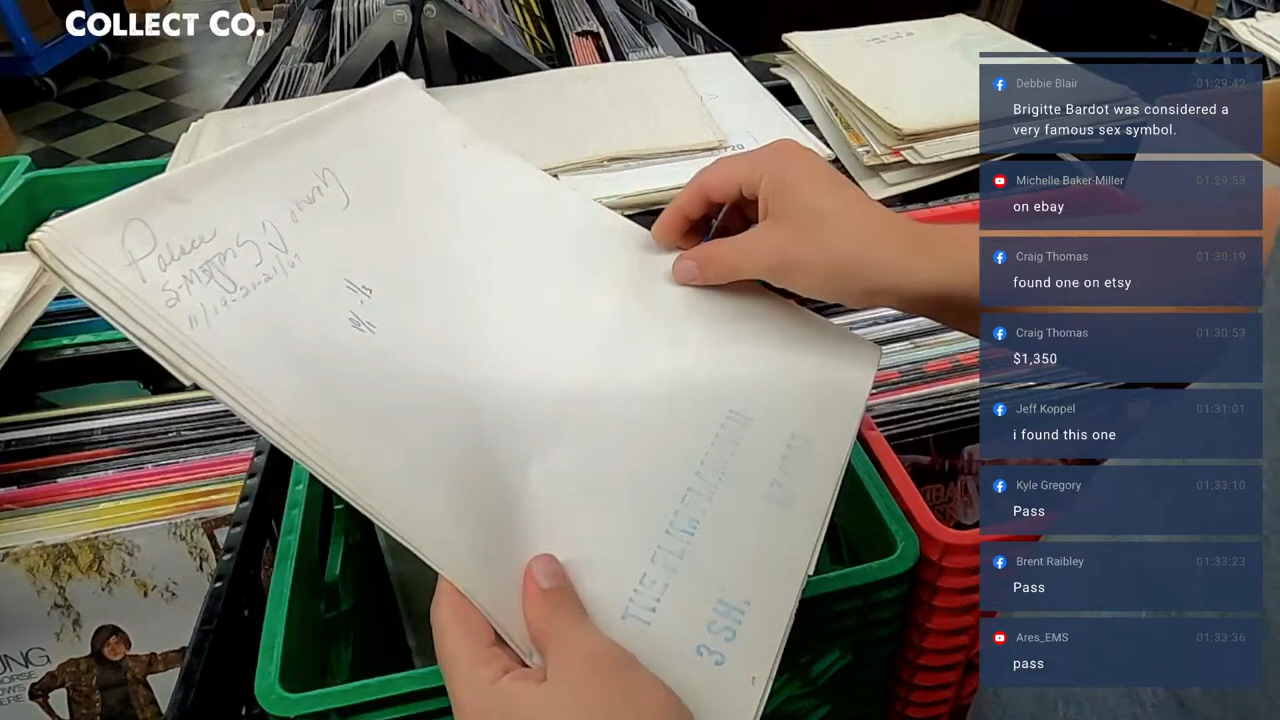 COLLECT CO.
Palace
3 SH.
720
Debbie Blair 01:29:42
Brigitte Bardot was considered a
very famous sex symbol.
Michelle Baker-Miller 01:29:58
on ebay
Craig Thomas 01:30:19
found one on etsy
Craig Thomas 01:30:53
$1,350
Jeff Koppel 01:31:01
i found this one
Kyle Gregory 01:33:10
Pass
Brent Raibley 01:33:23
Pass
Ares_EMS 01:33:36
pass